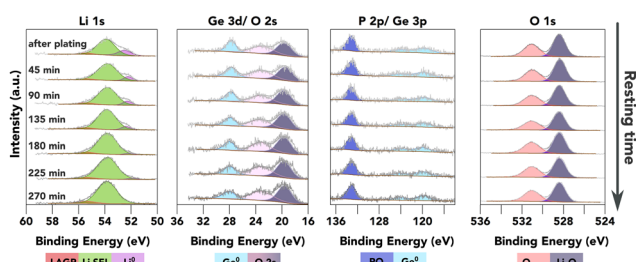 Li 1s
Ge 3d/ O 2s
P 2p/ Ge 3p
O 1s
Intensity (a.u.)
after plating
45 min
90 min
135 min
180 min
225 min
270 min
Resting time
60 58 56 54 52 50
36 32 28 24 20 16
136 128 120
536 532 528 524
Binding Energy (eV)
Binding Energy (eV)
Binding Energy (eV)
Binding Energy (eV)
LAGP Li SEI Li⁰
Ge⁰ O 2s
PO Ge⁰
O Li O